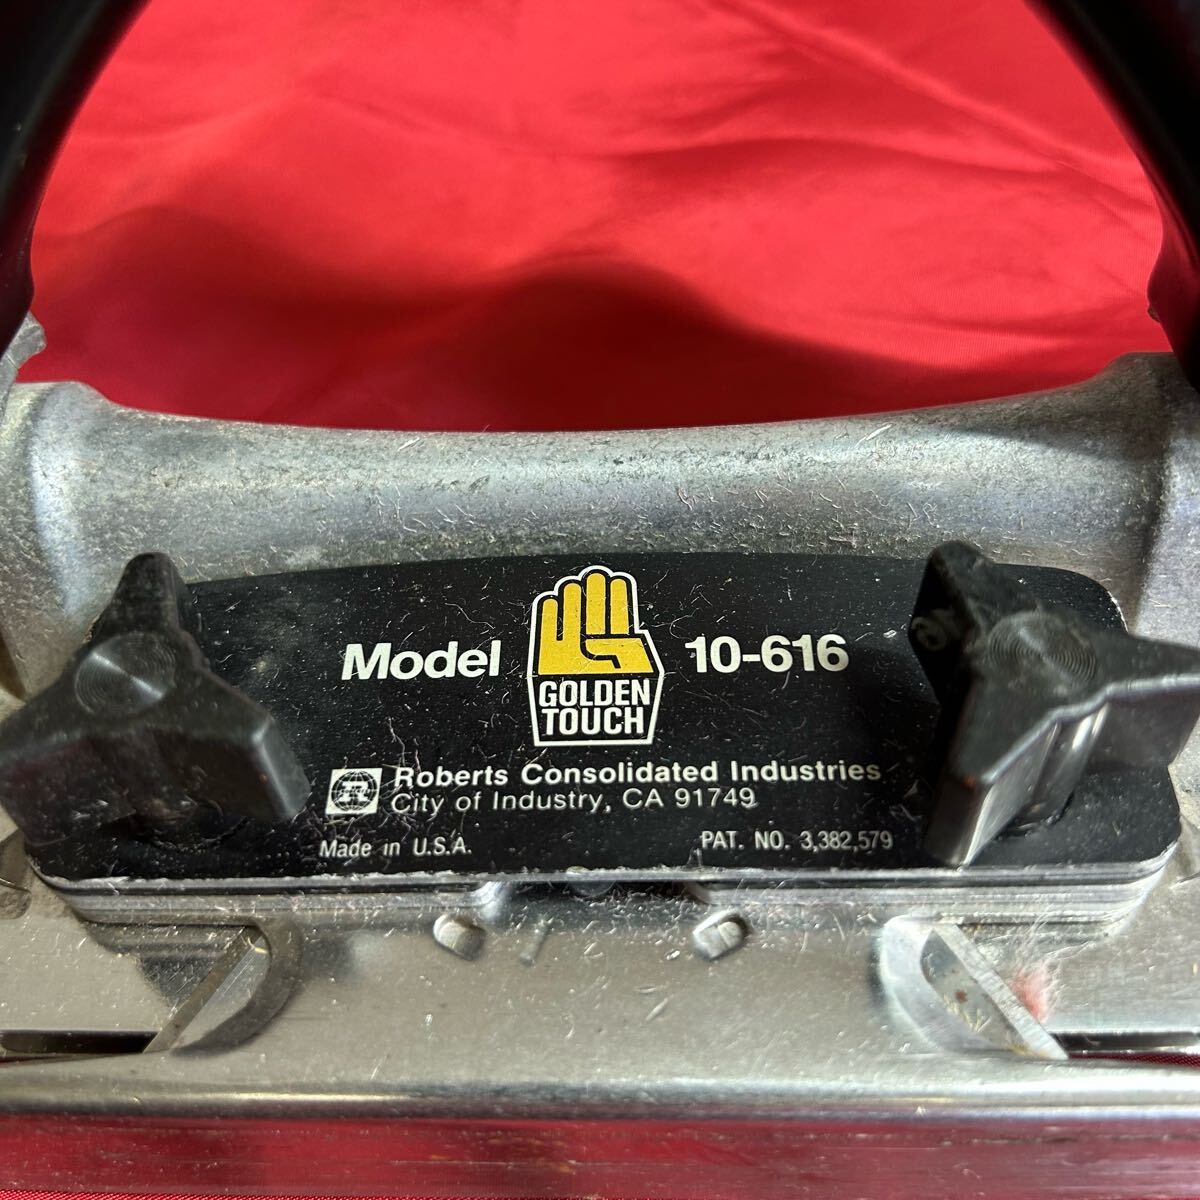 Model 10-616
GOLDEN
TOUCH
Roberts Consolidated Industries
City of Industry, CA 91749
Made in U.S.A. PAT. NO. 3,382,579